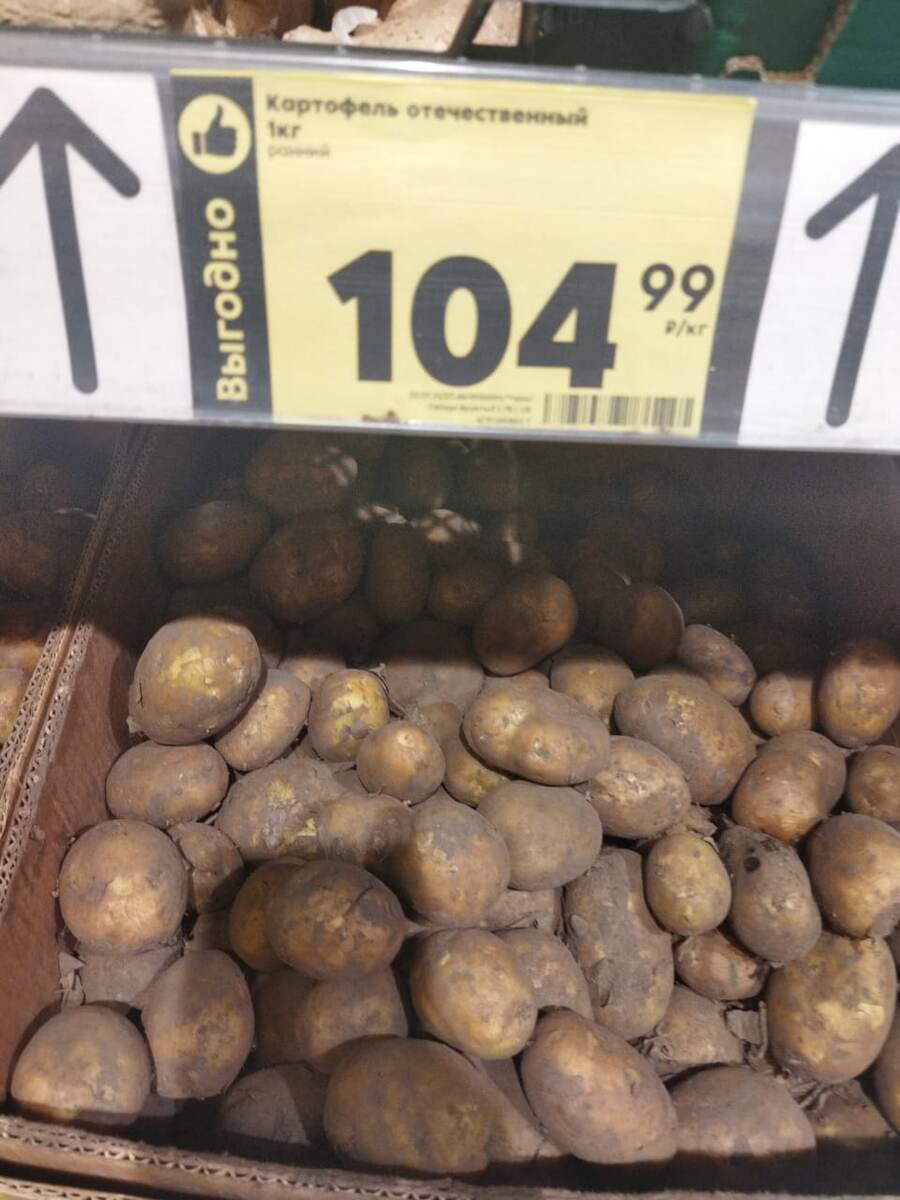 Выгодно
Картофель отечественный
1кг
ранний
104 99
₽/кг